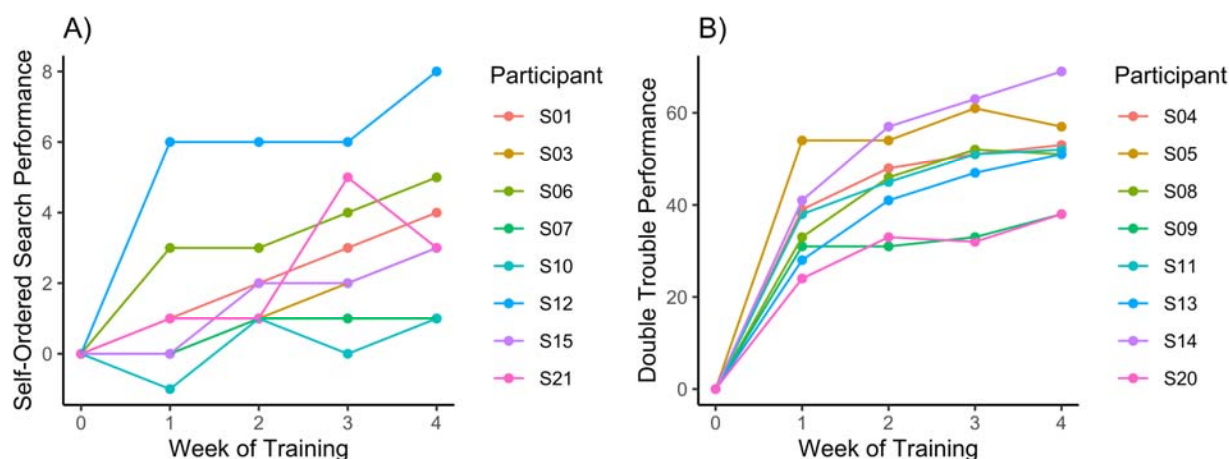 A)
Self-Ordered Search Performance
8
6
4
2
0
0 1 2 3 4
Week of Training
Participant
S01
S03
S06
S07
S10
S12
S15
S21
B)
Double Trouble Performance
60
40
20
0
0 1 2 3 4
Week of Training
Participant
S04
S05
S08
S09
S11
S13
S14
S20